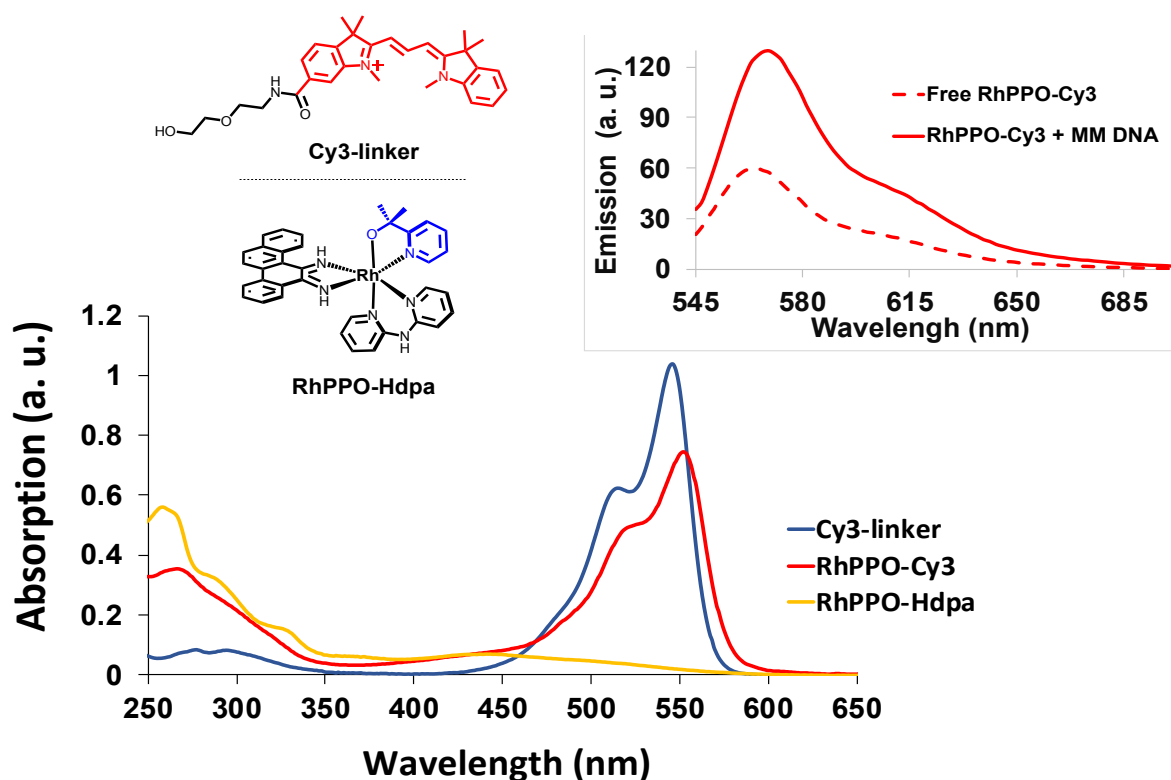 N
+
HN
O
HO
O
N
Cy3-linker
H
N
O
Rh
N
N
H
N
N
N
H
RhPPO-Hdpa
120
90
60
30
0
Emission (a. u.)
Free RhPPO-Cy3
RhPPO-Cy3 + MM DNA
545 580 615 650 685
Wavelengh (nm)
1.2
1
0.8
0.6
0.4
0.2
0
Absorption (a. u.)
Cy3-linker
RhPPO-Cy3
RhPPO-Hdpa
250 300 350 400 450 500 550 600 650
Wavelength (nm)